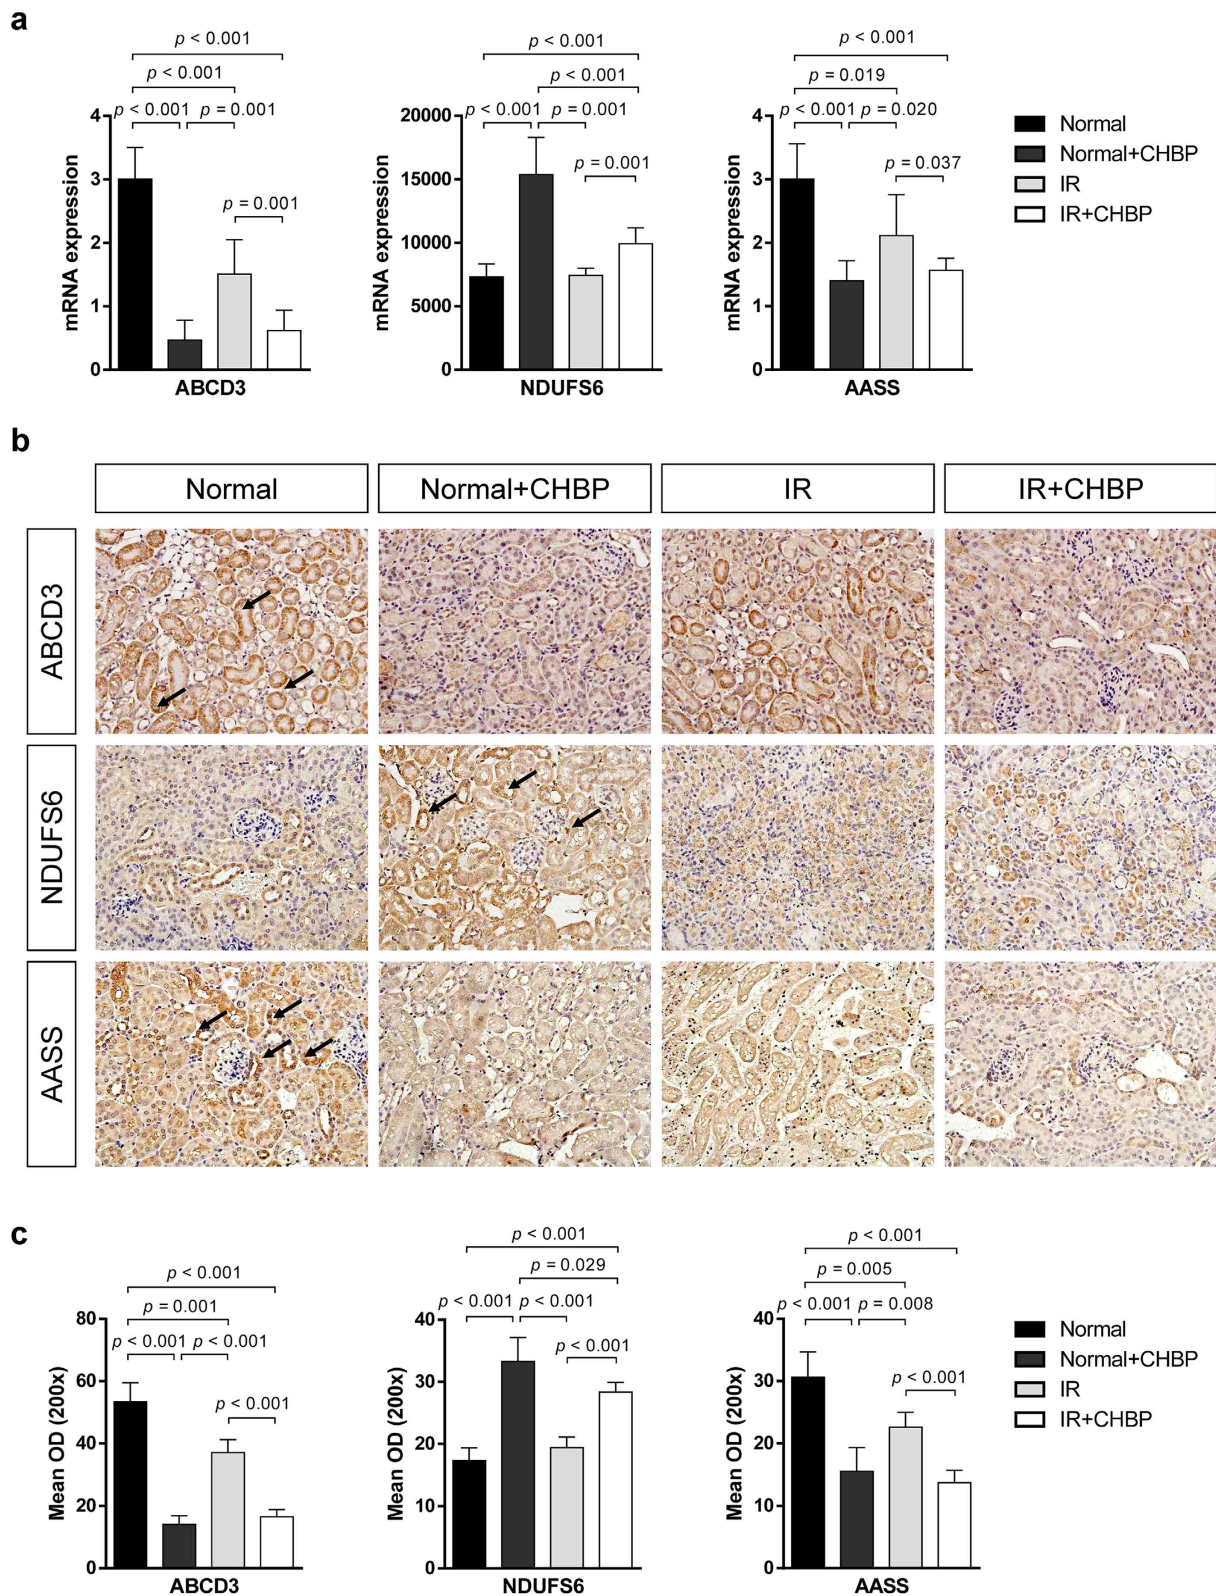 a
p < 0.001
p < 0.001
p < 0.001
p = 0.001
p = 0.001
4
3
2
1
0
mRNA expression
ABCD3
p < 0.001
p < 0.001
p < 0.001
p = 0.001
p = 0.001
20000
15000
10000
5000
0
mRNA expression
NDUFS6
p < 0.001
p = 0.019
p < 0.001
p = 0.020
p = 0.037
4
3
2
1
0
mRNA expression
AASS
Normal
Normal+CHBP
IR
IR+CHBP
b
Normal
Normal+CHBP
IR
IR+CHBP
ABCD3
NDUFS6
AASS
c
p < 0.001
p = 0.001
p < 0.001
p < 0.001
p < 0.001
80
60
40
20
0
Mean OD (200x)
ABCD3
p < 0.001
p = 0.029
p < 0.001
p < 0.001
p < 0.001
40
30
20
10
0
Mean OD (200x)
NDUFS6
p < 0.001
p = 0.005
p < 0.001
p = 0.008
p < 0.001
40
30
20
10
0
Mean OD (200x)
AASS
Normal
Normal+CHBP
IR
IR+CHBP